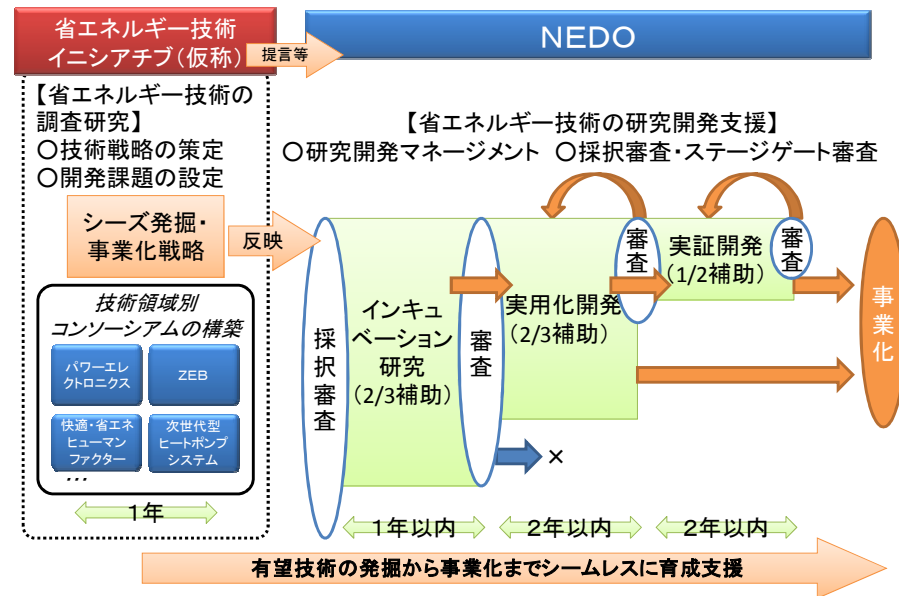 省エネルギー技術
イニシアチブ(仮称)
提言等
NEDO
【省エネルギー技術の
調査研究】
○技術戦略の策定
○開発課題の設定
シーズ発掘・
事業化戦略
反映
技術領域別
コンソーシアムの構築
パワーエレ
クトロニクス
ZEB
快適・省エネ
ヒューマン
ファクター
次世代型
ヒートポンプ
システム
…
1年
【省エネルギー技術の研究開発支援】
○研究開発マネージメント ○採択審査・ステージゲート審査
採択審査
インキュ
ベーション
研究
(2/3補助)
審査
実用化開発
(2/3補助)
審査
実証開発
(1/2補助)
審査
事業化
×
1年以内
2年以内
2年以内
有望技術の発掘から事業化までシームレスに育成支援